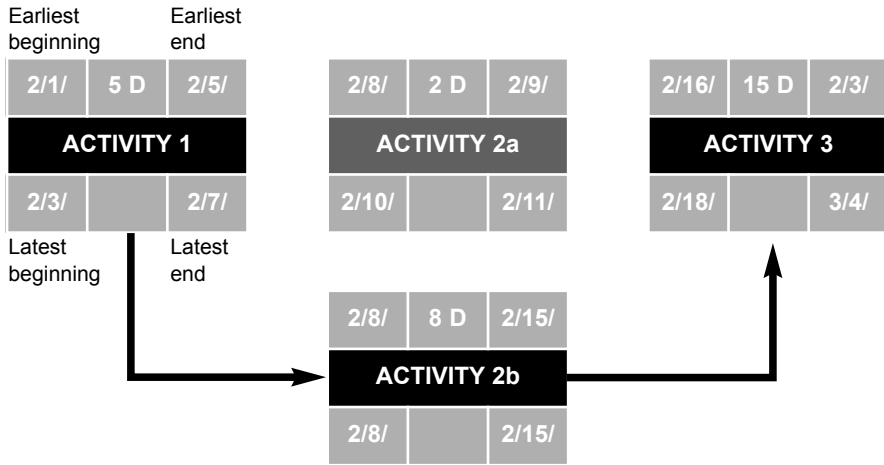 Earliest
beginning
Earliest
end
2/1/ 5 D 2/5/
ACTIVITY 1
2/3/ 2/7/
Latest
beginning
Latest
end
2/8/ 2 D 2/9/
ACTIVITY 2a
2/10/ 2/11/
2/16/ 15 D 2/3/
ACTIVITY 3
2/18/ 3/4/
2/8/ 8 D 2/15/
ACTIVITY 2b
2/8/ 2/15/